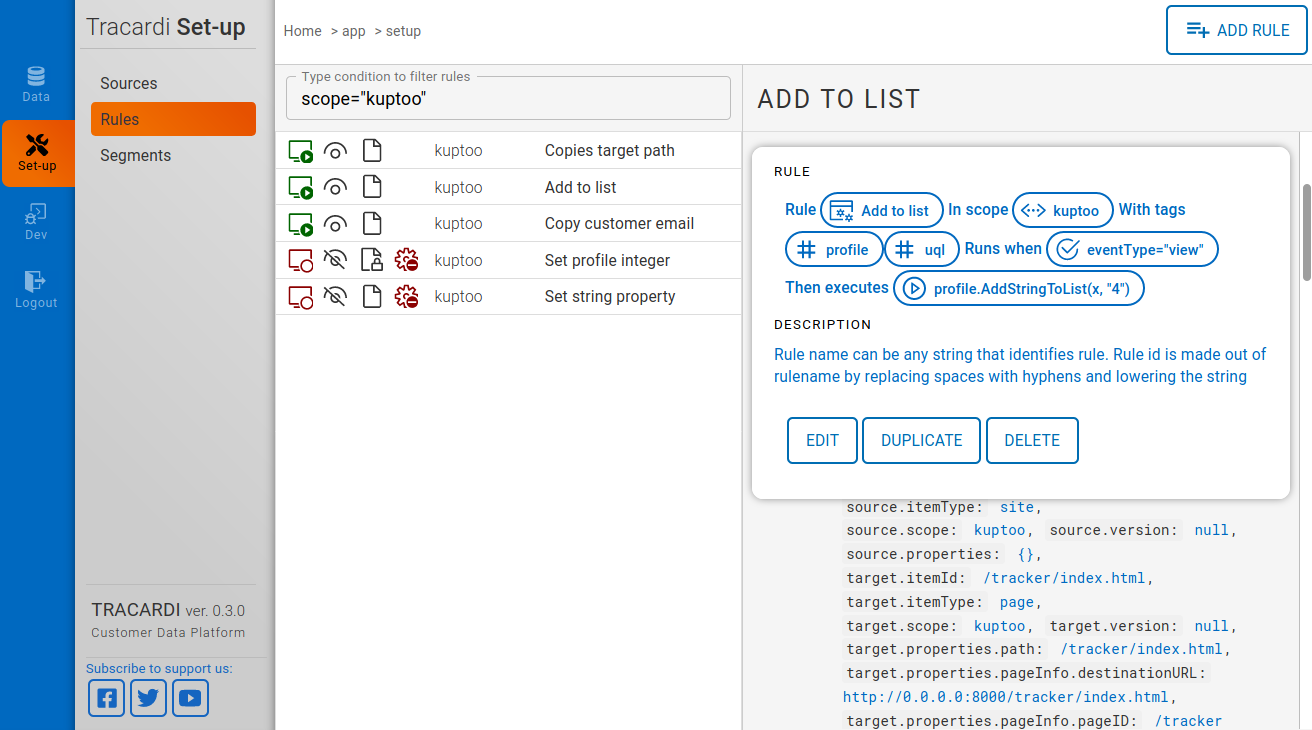 Tracardi Set-up
Home > app > setup
ADD RULE
Data
Set-up
Dev
Logout
Sources
Rules
Segments
TRACARDI ver. 0.3.0
Customer Data Platform
Subscribe to support us:
Type condition to filter rules
scope="kuptoo"
kuptoo Copies target path
kuptoo Add to list
kuptoo Copy customer email
kuptoo Set profile integer
kuptoo Set string property
ADD TO LIST
RULE
Rule Add to list In scope kuptoo With tags
profile uql Runs when eventType="view"
Then executes profile.AddStringToList(x, "4")
DESCRIPTION
Rule name can be any string that identifies rule. Rule id is made out of
rulename by replacing spaces with hyphens and lowering the string
EDIT DUPLICATE DELETE
source.itemType: site,
source.scope: kuptoo, source.version: null,
source.properties: {},
target.itemId: /tracker/index.html,
target.itemType: page,
target.scope: kuptoo, target.version: null,
target.properties.path: /tracker/index.html,
target.properties.pageInfo.destinationURL:
http://0.0.0.0:8000/tracker/index.html,
target.properties.pageInfo.pageID: /tracker